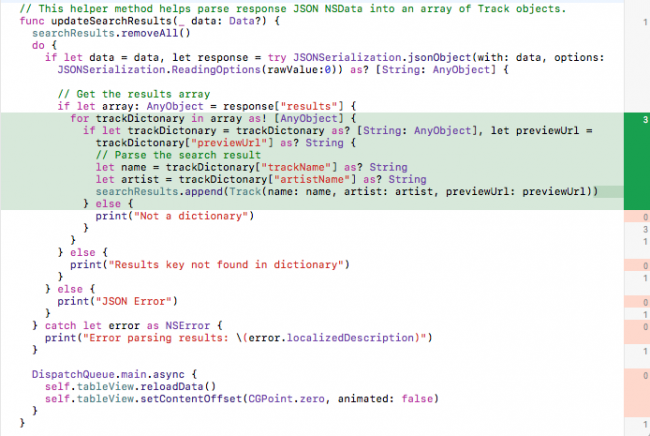 // This helper method helps parse response JSON NSData into an array of Track objects.
func updateSearchResults(_ data: Data?) {
  searchResults.removeAll()
  do {
    if let data = data, let response = try JSONSerialization.jsonObject(with: data, options:
      JSONSerialization.ReadingOptions(rawValue:0)) as? [String: AnyObject] {

      // Get the results array
      if let array: AnyObject = response["results"] {
        for trackDictonary in array as! [AnyObject] {
          if let trackDictonary = trackDictonary as? [String: AnyObject], let previewUrl =
            trackDictonary["previewUrl"] as? String {
            // Parse the search result
            let name = trackDictonary["trackName"] as? String
            let artist = trackDictonary["artistName"] as? String
            searchResults.append(Track(name: name, artist: artist, previewUrl: previewUrl))
          } else {
            print("Not a dictionary")
          }
        }
      } else {
        print("Results key not found in dictionary")
      }
    } else {
      print("JSON Error")
    }
  } catch let error as NSError {
    print("Error parsing results: \(error.localizedDescription)")
  }

  DispatchQueue.main.async {
    self.tableView.reloadData()
    self.tableView.setContentOffset(CGPoint.zero, animated: false)
  }
}
1
3
0
3
1
0
1
0
1
0
1
0
1